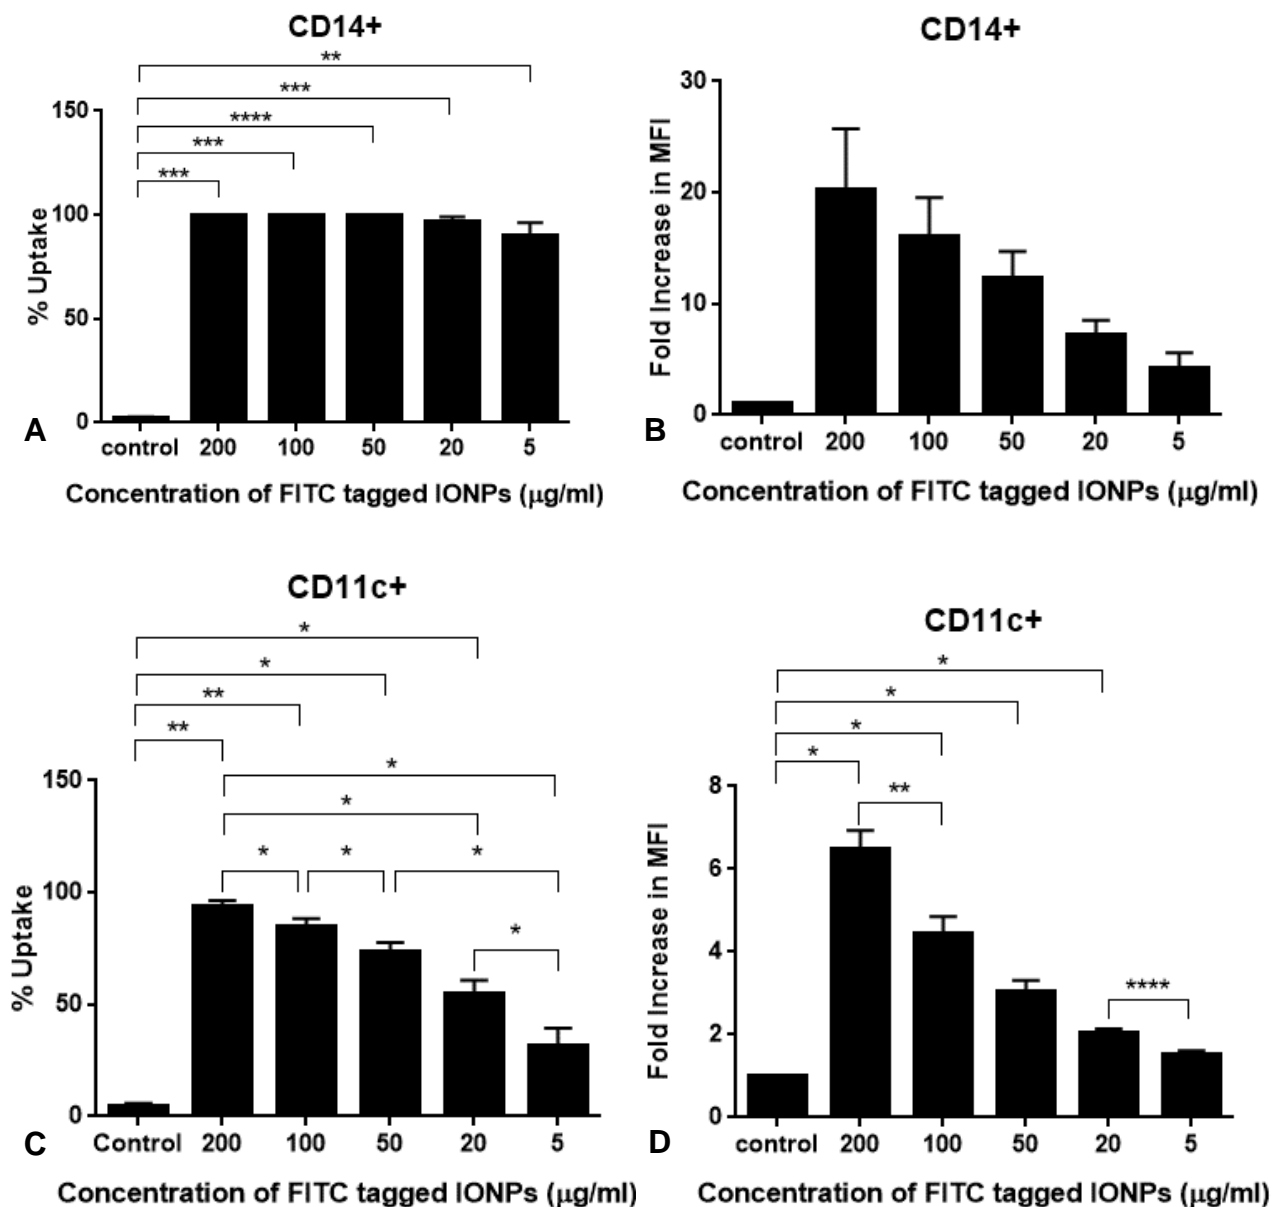 CD14+
**
***
****
***
***
150
100
50
0
% Uptake
control 200 100 50 20 5
A
Concentration of FITC tagged IONPs (μg/ml)
CD14+
30
20
10
0
Fold Increase in MFI
control 200 100 50 20 5
B
Concentration of FITC tagged IONPs (μg/ml)
CD11c+
*
*
**
**
*
*
* * *
*
150
100
50
0
% Uptake
Control 200 100 50 20 5
C
Concentration of FITC tagged IONPs (μg/ml)
CD11c+
*
*
*
*
**
****
8
6
4
2
0
Fold Increase in MFI
control 200 100 50 20 5
D
Concentration of FITC tagged IONPs (μg/ml)